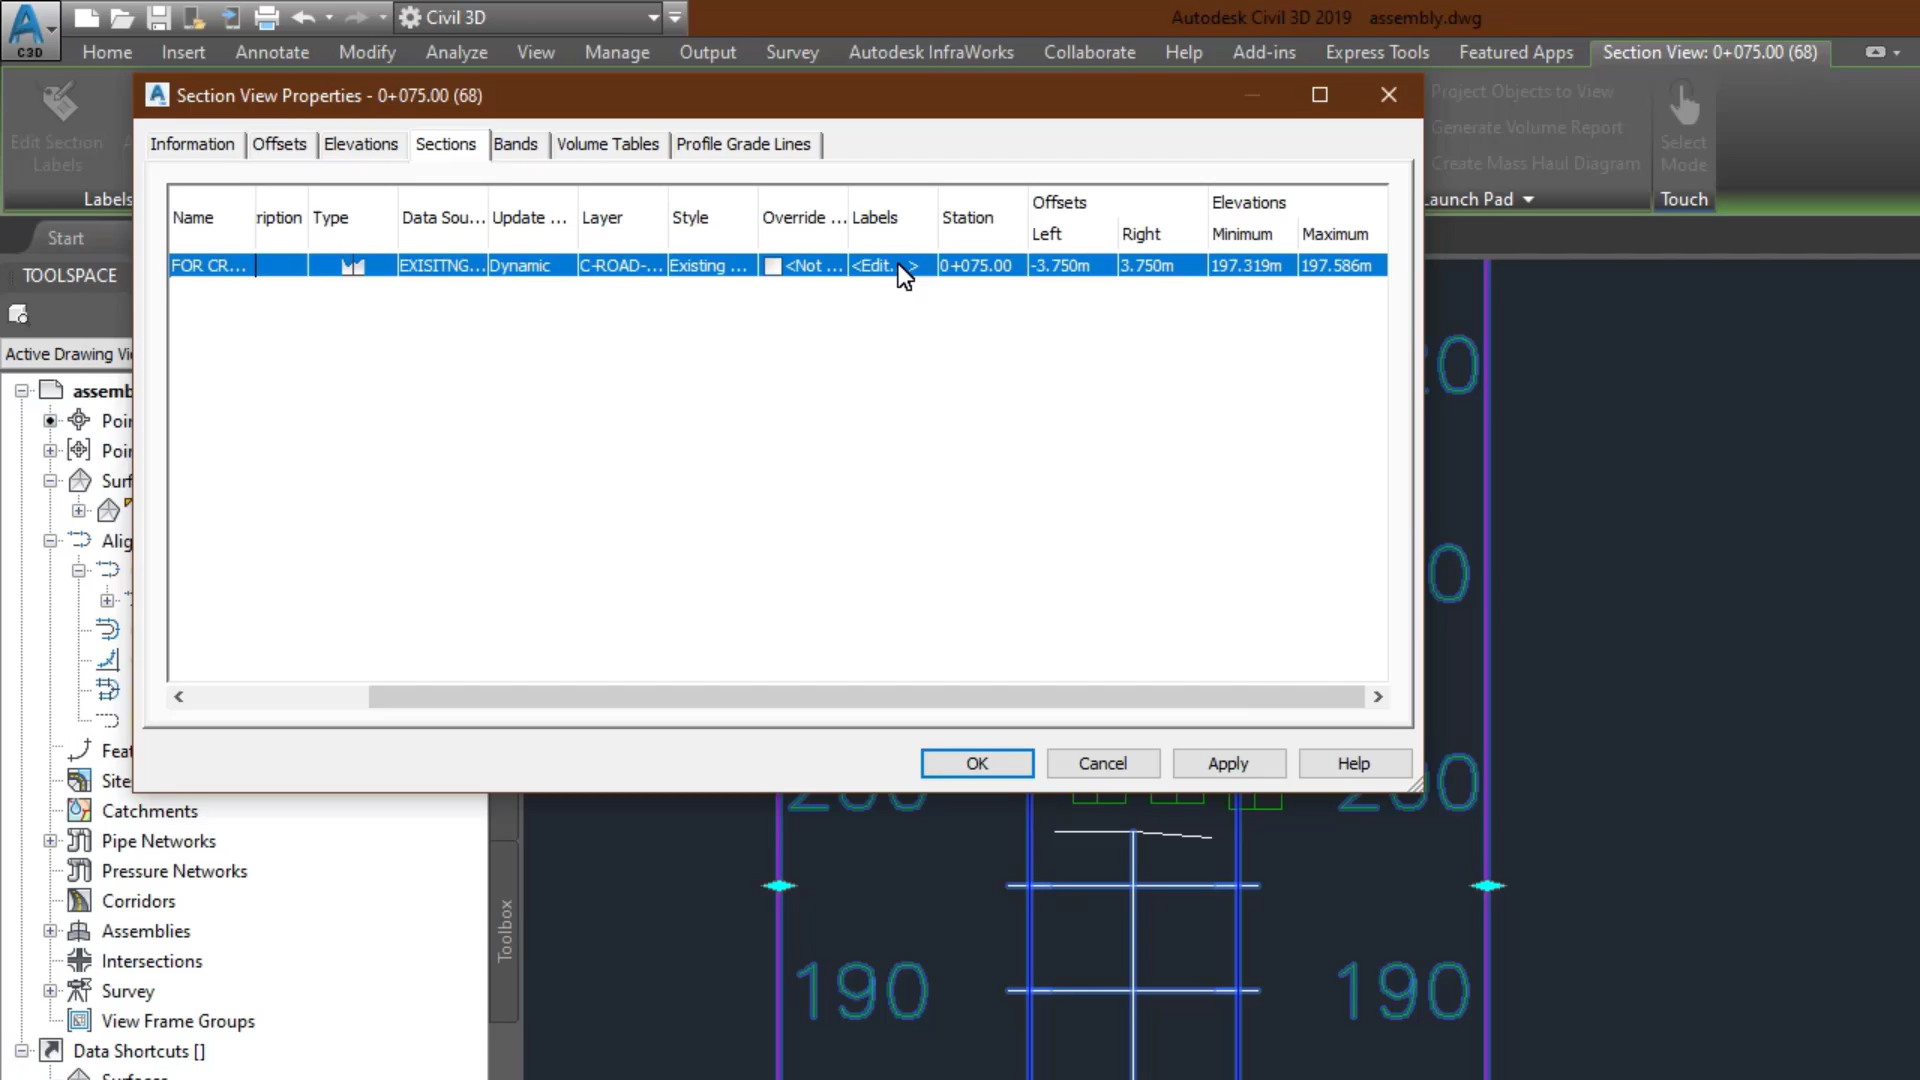 C3D
Civil 3D
Autodesk Civil 3D 2019 assembly.dwg
Home Insert Annotate Modify Analyze View Manage Output Survey Autodesk InfraWorks Collaborate Help Add-ins Express Tools Featured Apps Section View: 0+075.00 (68)
Edit Section
Labels
Labels
Project Objects to View
Generate Volume Report
Create Mass Haul Diagram
Launch Pad
Select
Mode
Touch
Section View Properties - 0+075.00 (68)
Information Offsets Elevations Sections Bands Volume Tables Profile Grade Lines
Name ription Type Data Sou... Update ... Layer Style Override ... Labels Station Offsets Left Right Elevations Minimum Maximum
FOR CR... EXISITNG... Dynamic C-ROAD-... Existing ... <Not ... <Edit... > 0+075.00 -3.750m 3.750m 197.319m 197.586m
OK Cancel Apply Help
Start
TOOLSPACE
Active Drawing Vi
assemb
Poin
Poin
Surf
Alig
Feat
Site
Catchments
Pipe Networks
Pressure Networks
Corridors
Assemblies
Intersections
Survey
View Frame Groups
Data Shortcuts []
Surfaces
Toolbox
200 200
190 190